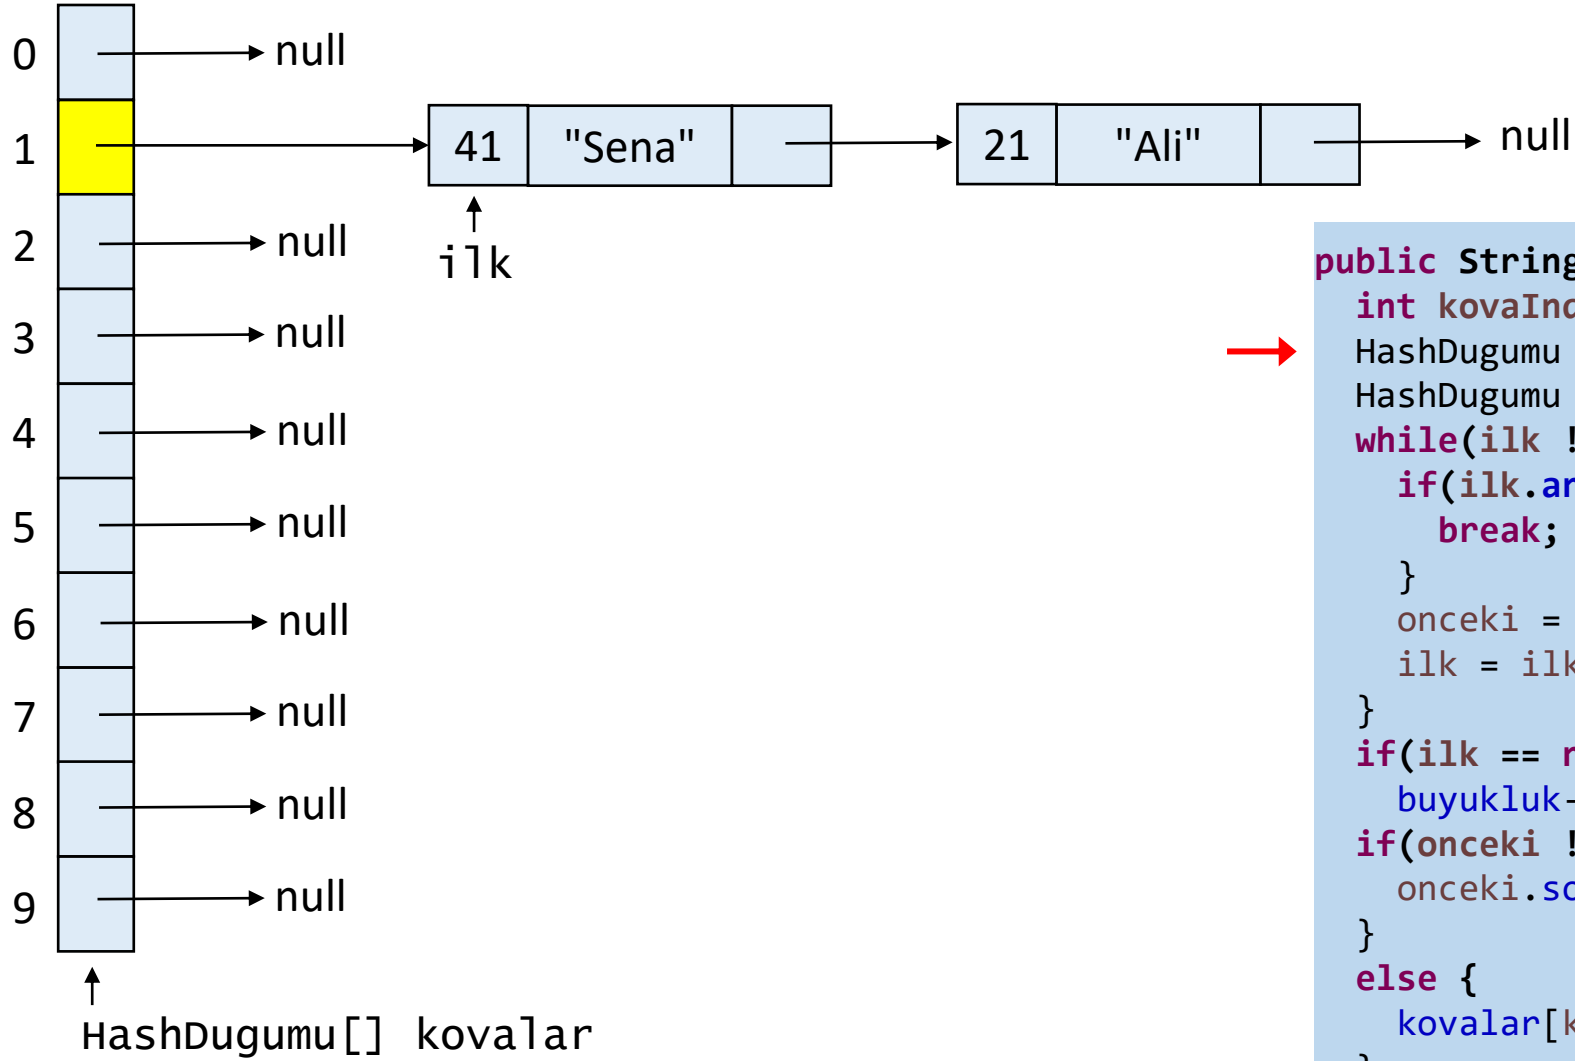 0 null
1 41 "Sena" 21 "Ali" null
2 null
ilk
3 null
4 null
5 null
6 null
7 null
8 null
9 null
HashDugumu[] kovalar
public String
int kovaInd
HashDugumu
HashDugumu
while(ilk !
if(ilk.an
break;
}
onceki =
ilk = ilk
}
if(ilk == n
buyukluk-
if(onceki !
onceki.so
}
else {
kovalar[k
}